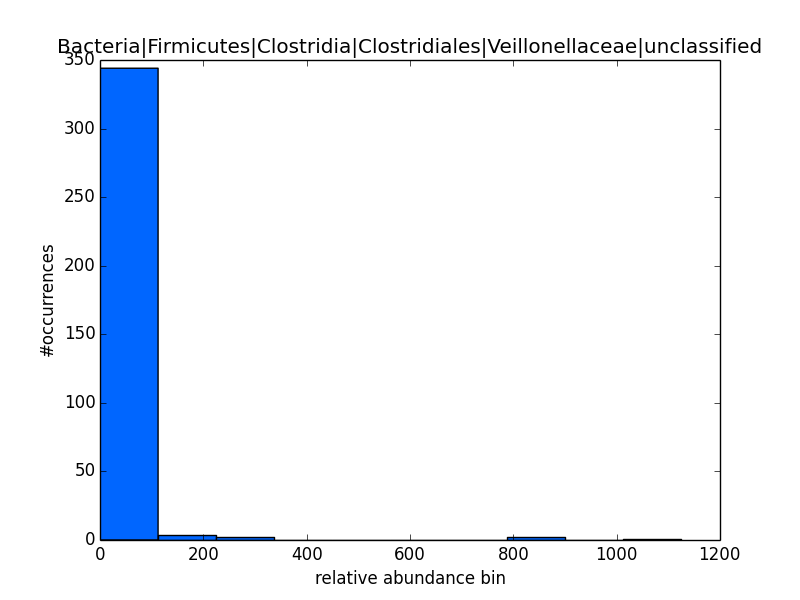 Bacteria|Firmicutes|Clostridia|Clostridiales|Veillonellaceae|unclassified
350
300
250
200
150
100
50
0
#occurrences
0 200 400 600 800 1000 1200
relative abundance bin